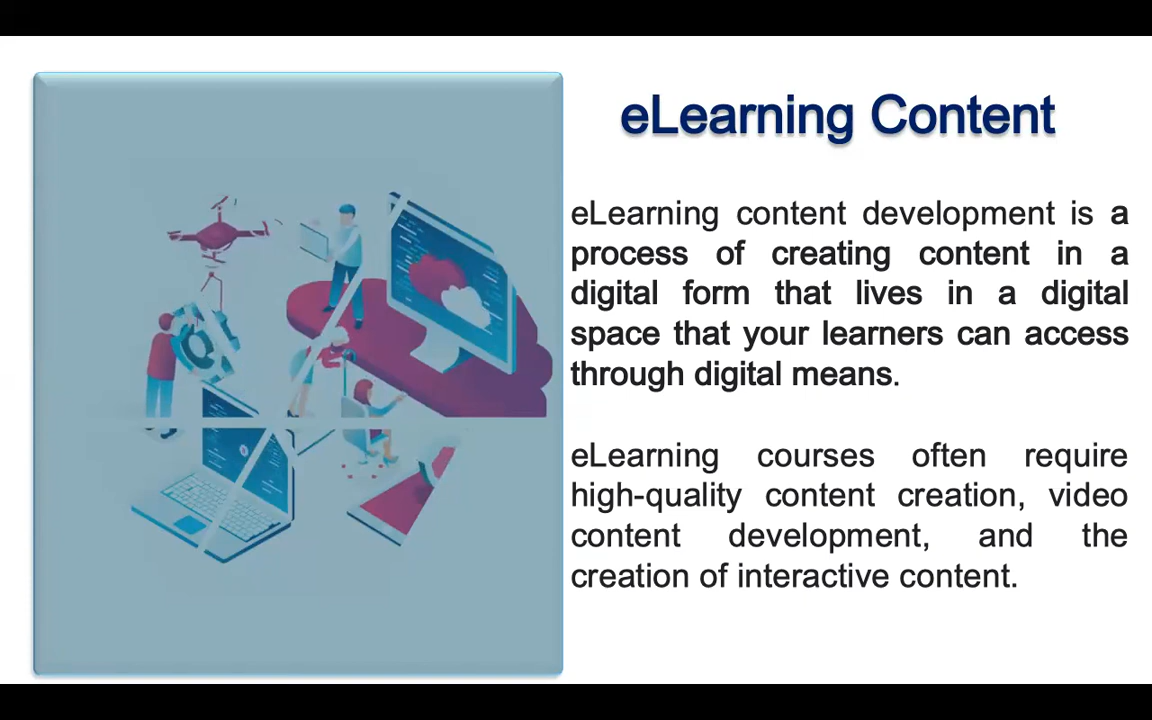 eLearning Content
eLearning content development is a
process of creating content in a
digital form that lives in a digital
space that your learners can access
through digital means.
eLearning courses often require
high-quality content creation, video
content development, and the
creation of interactive content.